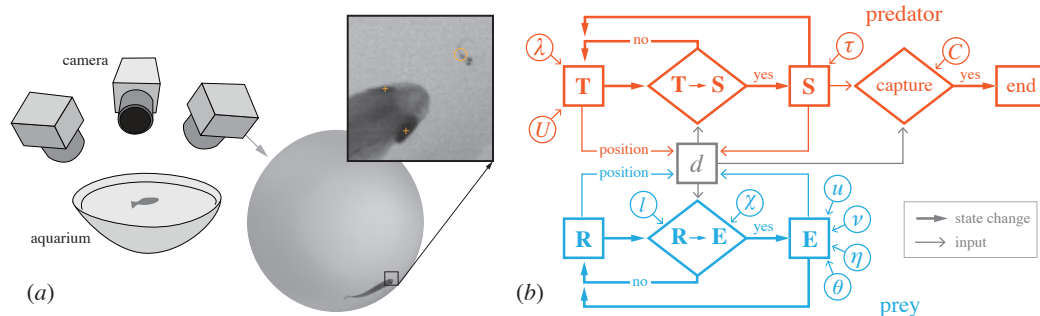 camera
aquarium
(a)
predator
no
λ
τ
C
T
T → S
yes
S
capture
yes
end
U
position
d
position
l
χ
u
R
R → E
yes
E
ν
η
no
θ
state change
input
(b)
prey